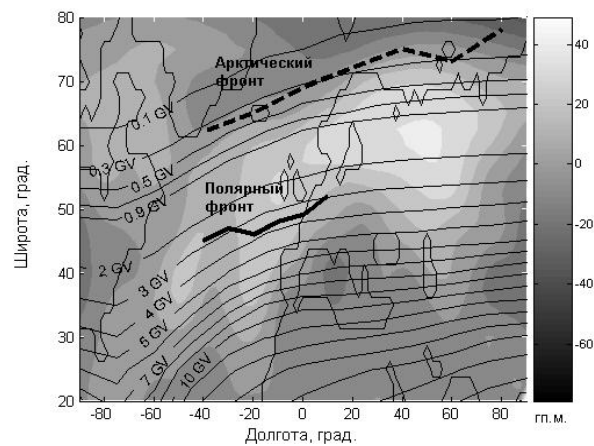 80
70
60
50
40
30
20
Широта, град.
-80
-60
-40
-20
0
20
40
60
80
Долгота, град.
Арктический
фронт
Полярный
фронт
0.1 GV
0.3 GV
0.5 GV
0.9 GV
2 GV
3 GV
4 GV
5 GV
7 GV
10 GV
40
20
0
-20
-40
-60
гп.м.